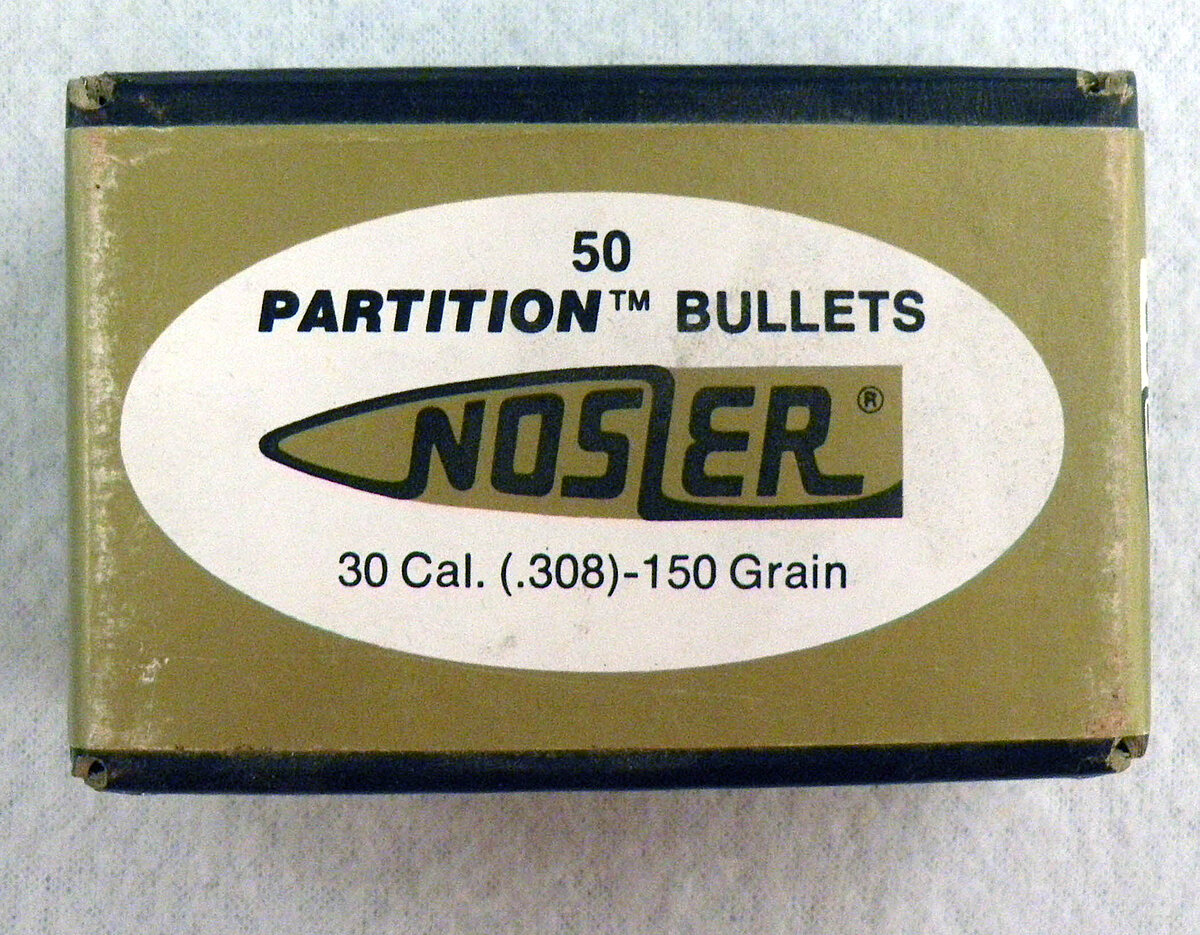 50
PARTITION™ BULLETS
NOSLER®
30 Cal. (.308)-150 Grain